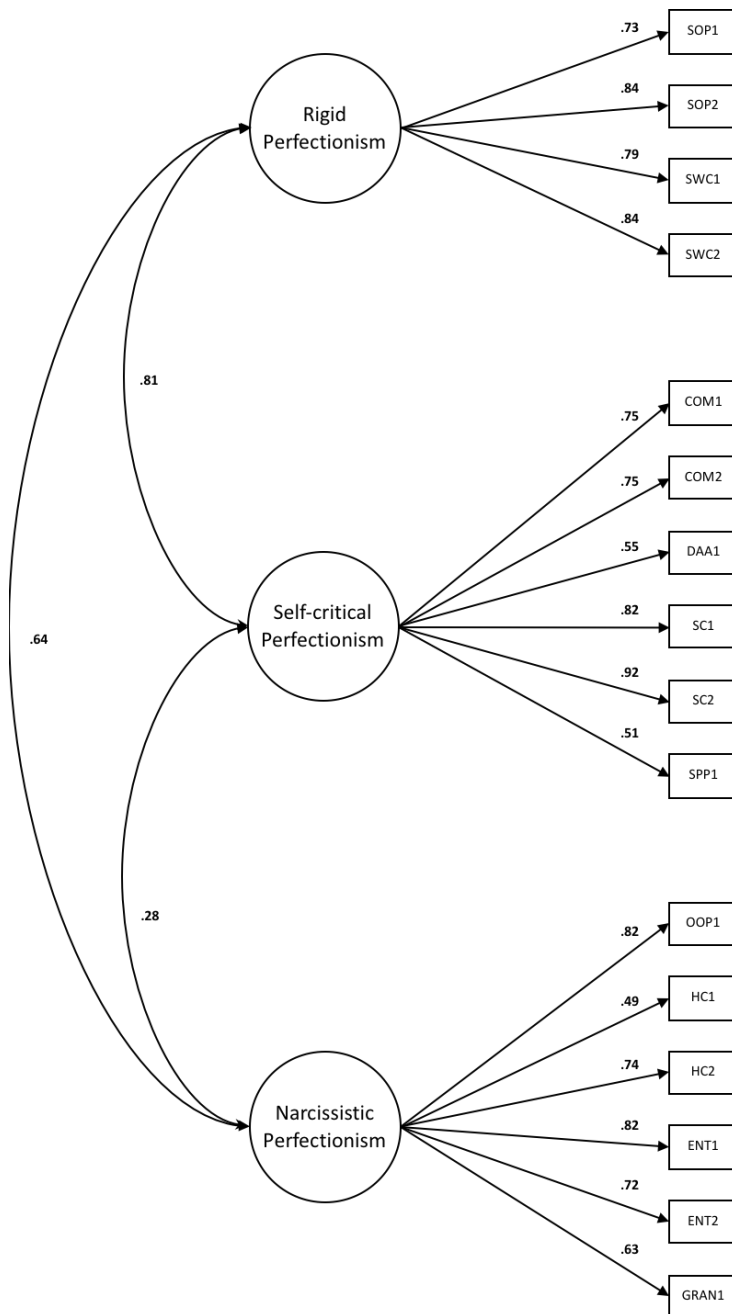 .73
SOP1
.84
SOP2
Rigid
Perfectionism
.79
SWC1
.84
SWC2
.81
.75
COM1
.75
COM2
.55
DAA1
Self-critical
Perfectionism
.82
SC1
.64
.92
SC2
.51
SPP1
.28
.82
OOP1
.49
HC1
.74
HC2
Narcissistic
Perfectionism
.82
ENT1
.72
ENT2
.63
GRAN1